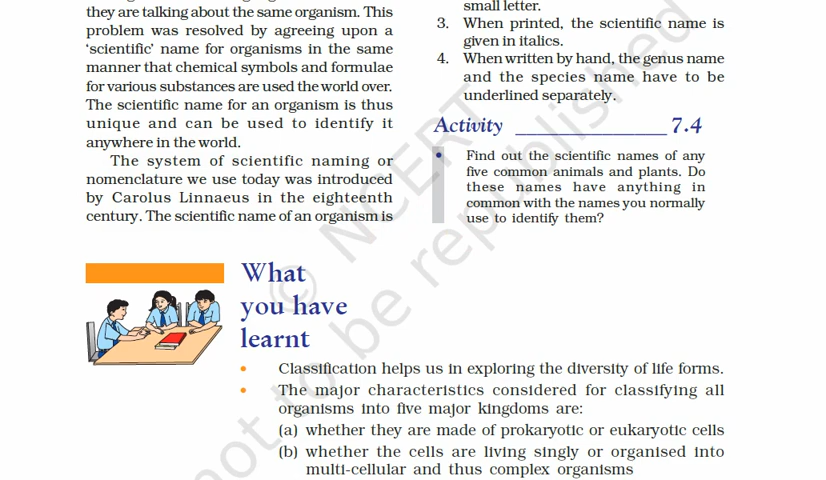 they are talking about the same organism. This
problem was resolved by agreeing upon a
‘scientific’ name for organisms in the same
manner that chemical symbols and formulae
for various substances are used the world over.
The scientific name for an organism is thus
unique and can be used to identify it
anywhere in the world.
The system of scientific naming or
nomenclature we use today was introduced
by Carolus Linnaeus in the eighteenth
century. The scientific name of an organism is
small letter.
3. When printed, the scientific name is
given in italics.
4. When written by hand, the genus name
and the species name have to be
underlined separately.
Activity ______________ 7.4
• Find out the scientific names of any
five common animals and plants. Do
these names have anything in
common with the names you normally
use to identify them?
What
you have
learnt
• Classification helps us in exploring the diversity of life forms.
• The major characteristics considered for classifying all
organisms into five major kingdoms are:
(a) whether they are made of prokaryotic or eukaryotic cells
(b) whether the cells are living singly or organised into
multi-cellular and thus complex organisms
© NCERT
not to be republished